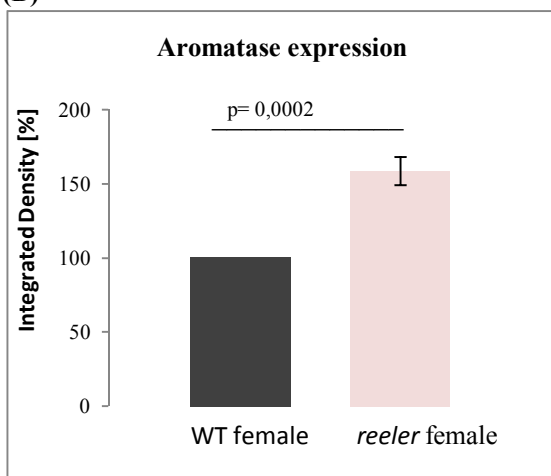 (B)
Aromatase expression
p= 0,0002
Integrated Density [%]
200
150
100
50
0
WT female
reeler female